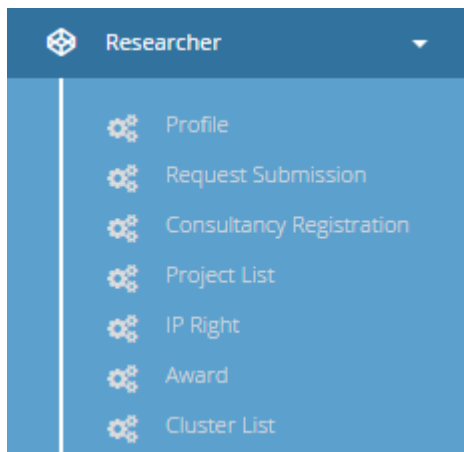 Researcher
Profile
Request Submission
Consultancy Registration
Project List
IP Right
Award
Cluster List